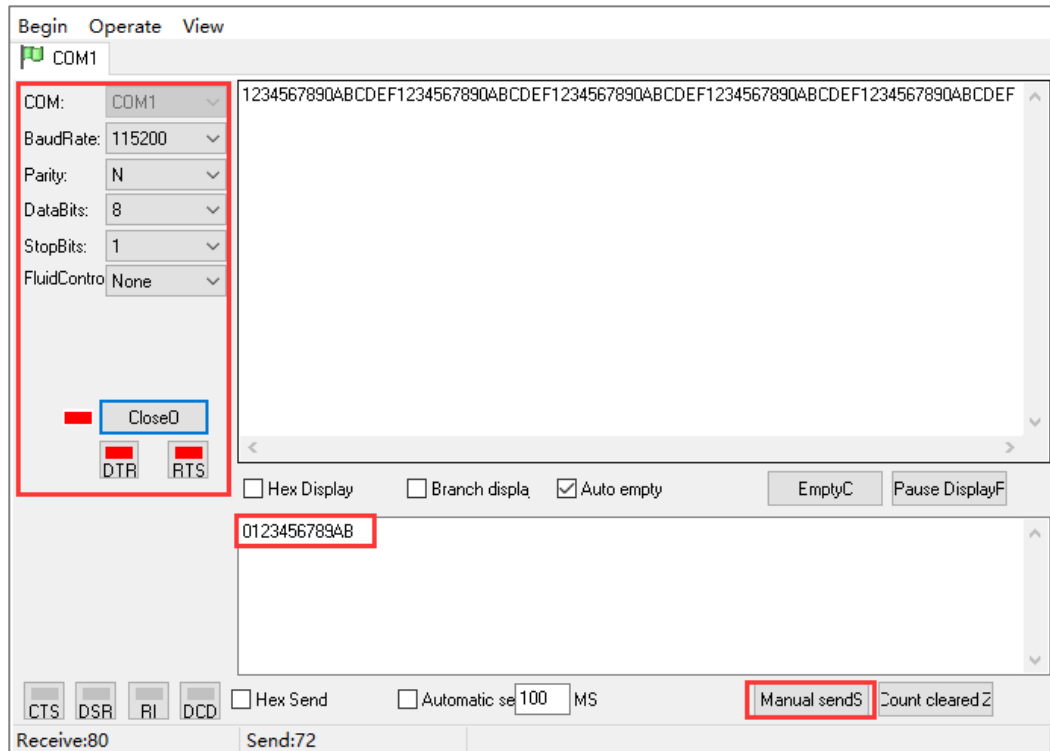 Begin Operate View
COM1
COM: COM1
BaudRate: 115200
Parity: N
DataBits: 8
StopBits: 1
FluidContro None
CloseO
DTR RTS
1234567890ABCDEF1234567890ABCDEF1234567890ABCDEF1234567890ABCDEF1234567890ABCDEF
Hex Display Branch displa Auto empty EmptyC Pause DisplayF
0123456789AB
CTS DSR RI DCD Hex Send Automatic se 100 MS Manual sendS Count cleared Z
Receive:80 Send:72